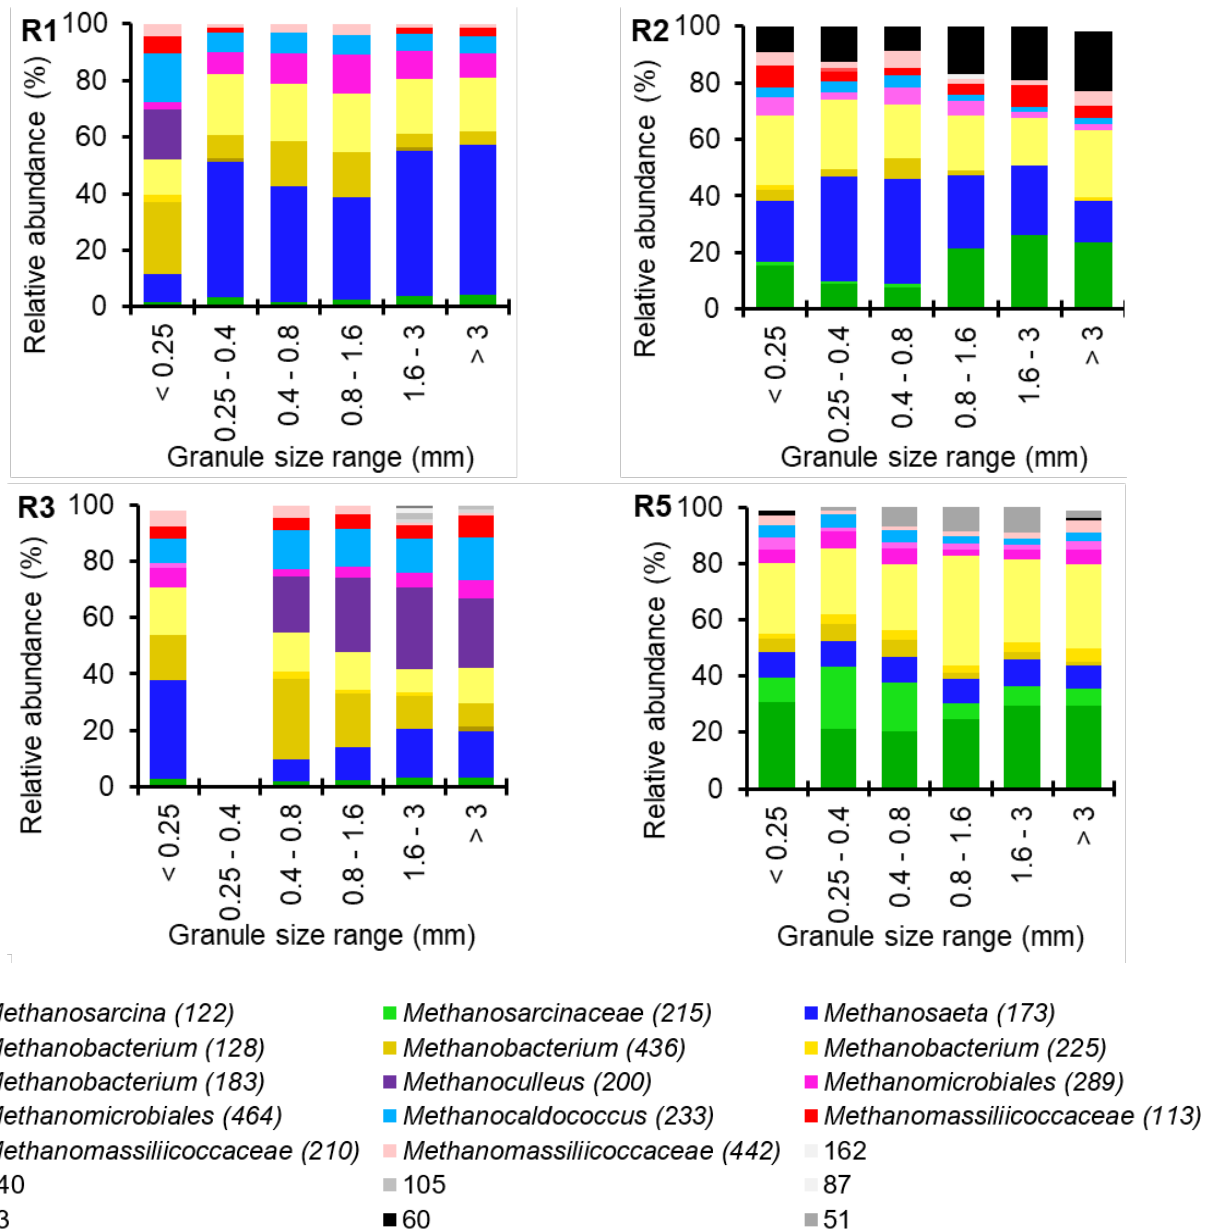 R1
Relative abundance (%)
100
80
60
40
20
0
< 0.25
0.25 - 0.4
0.4 - 0.8
0.8 - 1.6
1.6 - 3
> 3
Granule size range (mm)
R2
Relative abundance (%)
100
80
60
40
20
0
< 0.25
0.25 - 0.4
0.4 - 0.8
0.8 - 1.6
1.6 - 3
> 3
Granule size range (mm)
R3
Relative abundance (%)
100
80
60
40
20
0
< 0.25
0.25 - 0.4
0.4 - 0.8
0.8 - 1.6
1.6 - 3
> 3
Granule size range (mm)
R5
Relative abundance (%)
100
80
60
40
20
0
< 0.25
0.25 - 0.4
0.4 - 0.8
0.8 - 1.6
1.6 - 3
> 3
Granule size range (mm)
ethanosarcina (122) Methanosarcinaceae (215) Methanosaeta (173)
ethanobacterium (128) Methanobacterium (436) Methanobacterium (225)
ethanobacterium (183) Methanoculleus (200) Methanomicrobiales (289)
ethanomicrobiales (464) Methanocaldococcus (233) Methanomassiliicoccaceae (113)
ethanomassiliicoccaceae (210) Methanomassiliicoccaceae (442) 162
40 105 87
3 60 51